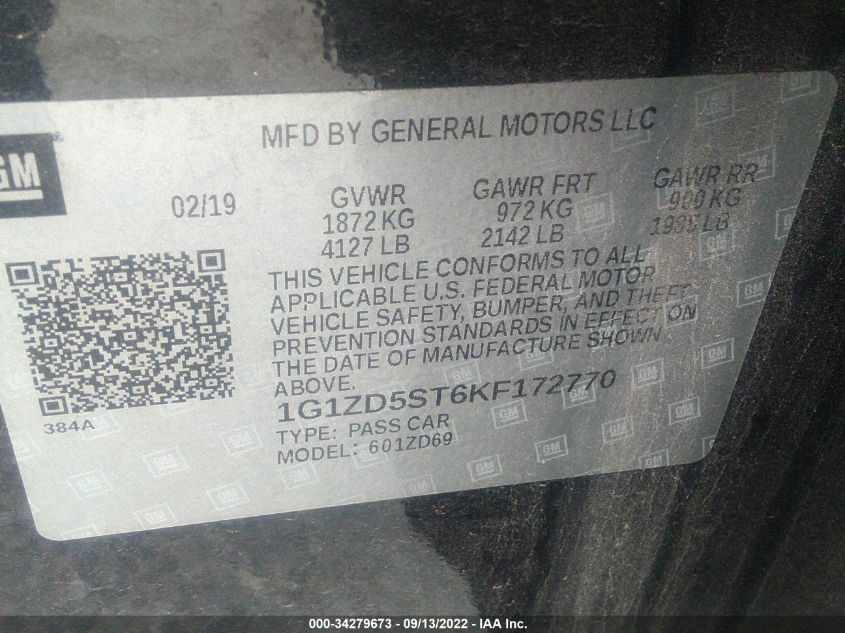 MFD BY GENERAL MOTORS LLC
GM
02/19
GVWR
1872 KG
4127 LB
GAWR FRT
972 KG
2142 LB
GAWR RR
900 KG
1985 LB
THIS VEHICLE CONFORMS TO ALL
APPLICABLE U.S. FEDERAL MOTOR
VEHICLE SAFETY, BUMPER, AND THEFT
PREVENTION STANDARDS IN EFFECT ON
THE DATE OF MANUFACTURE SHOWN
ABOVE.
384A
1G1ZD5ST6KF172770
TYPE: PASS CAR
MODEL: 601ZD69
000-34279673 - 09/13/2022 - IAA Inc.